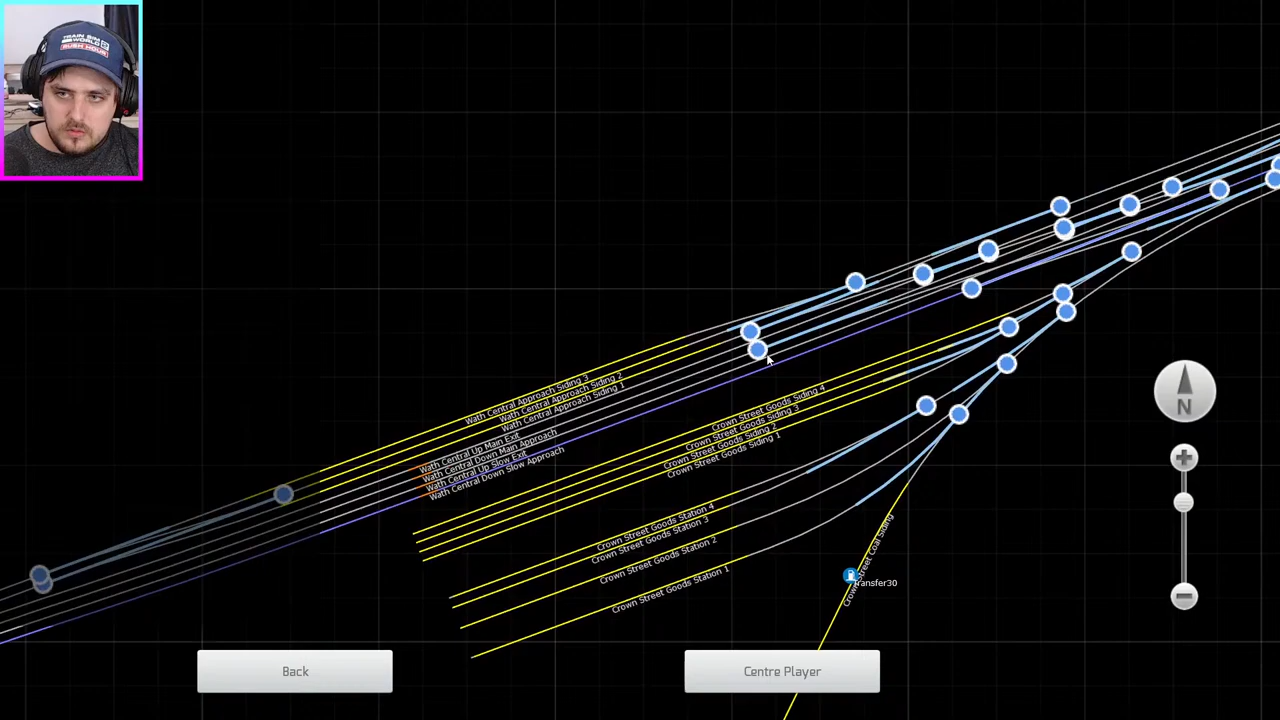 TRAIN SIM
WORLD
RUSH HOUR
Wath Central Approach Siding 3
Wath Central Approach Siding 2
Wath Central Approach Siding 1
Wath Central Up Main Exit
Wath Central Down Main Approach
Wath Central Up Slow Exit
Wath Central Down Slow Approach
Crown Street Goods Siding 4
Crown Street Goods Siding 3
Crown Street Goods Siding 2
Crown Street Goods Siding 1
Crown Street Goods Station 4
Crown Street Goods Station 3
Crown Street Goods Station 2
Crown Street Goods Station 1
Crown Street Coal Siding
Transfer30
N
Back
Centre Player